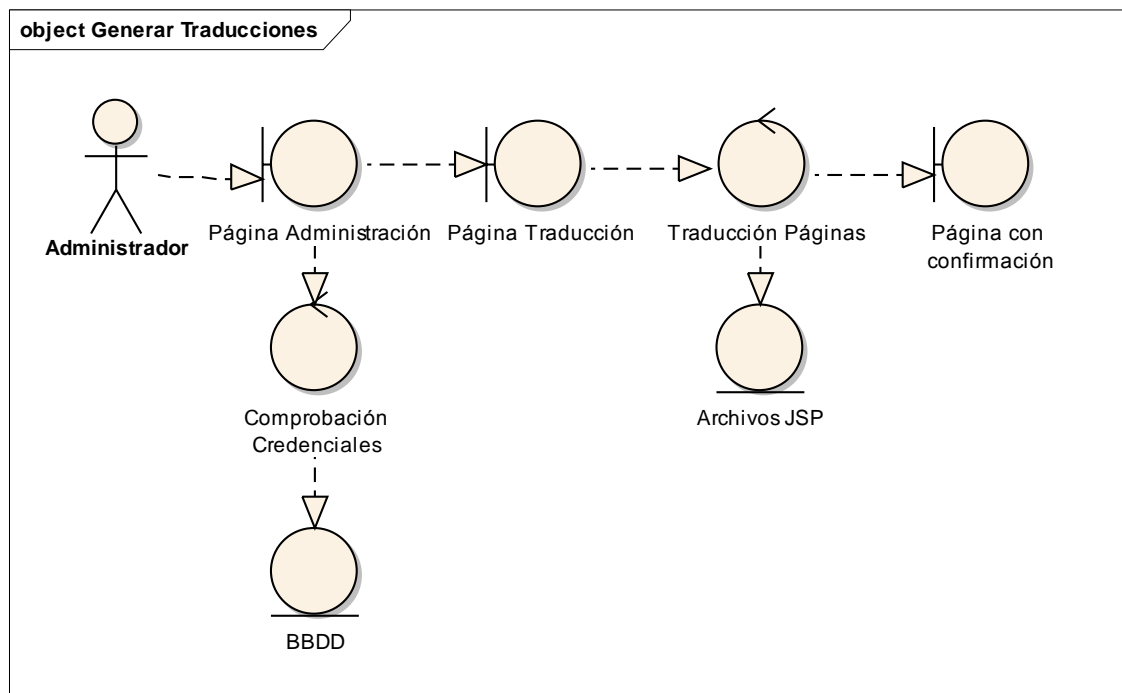 object Generar Traducciones
Administrador
Página Administración
Página Traducción
Traducción Páginas
Página con
confirmación
Comprobación
Credenciales
Archivos JSP
BBDD